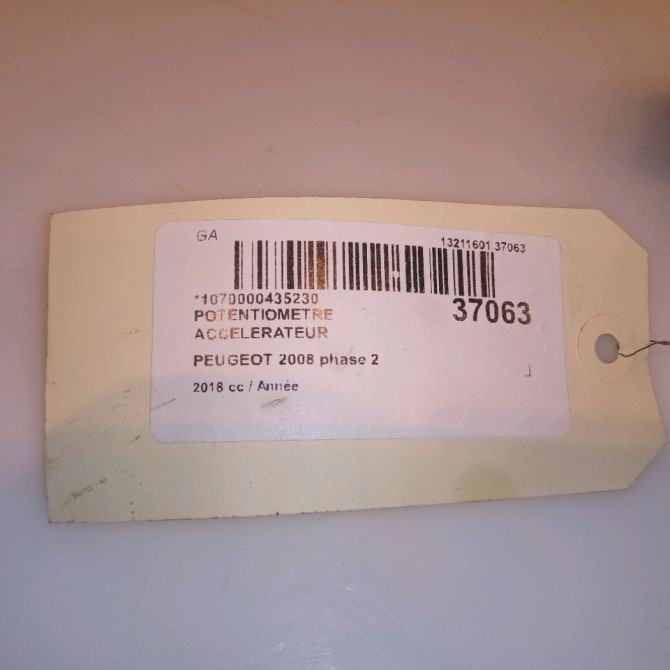 GA
13211601 37063
*1070000435230
37063
POTENTIOMETRE
ACCELERATEUR
PEUGEOT 2008 phase 2
2018 cc / Année